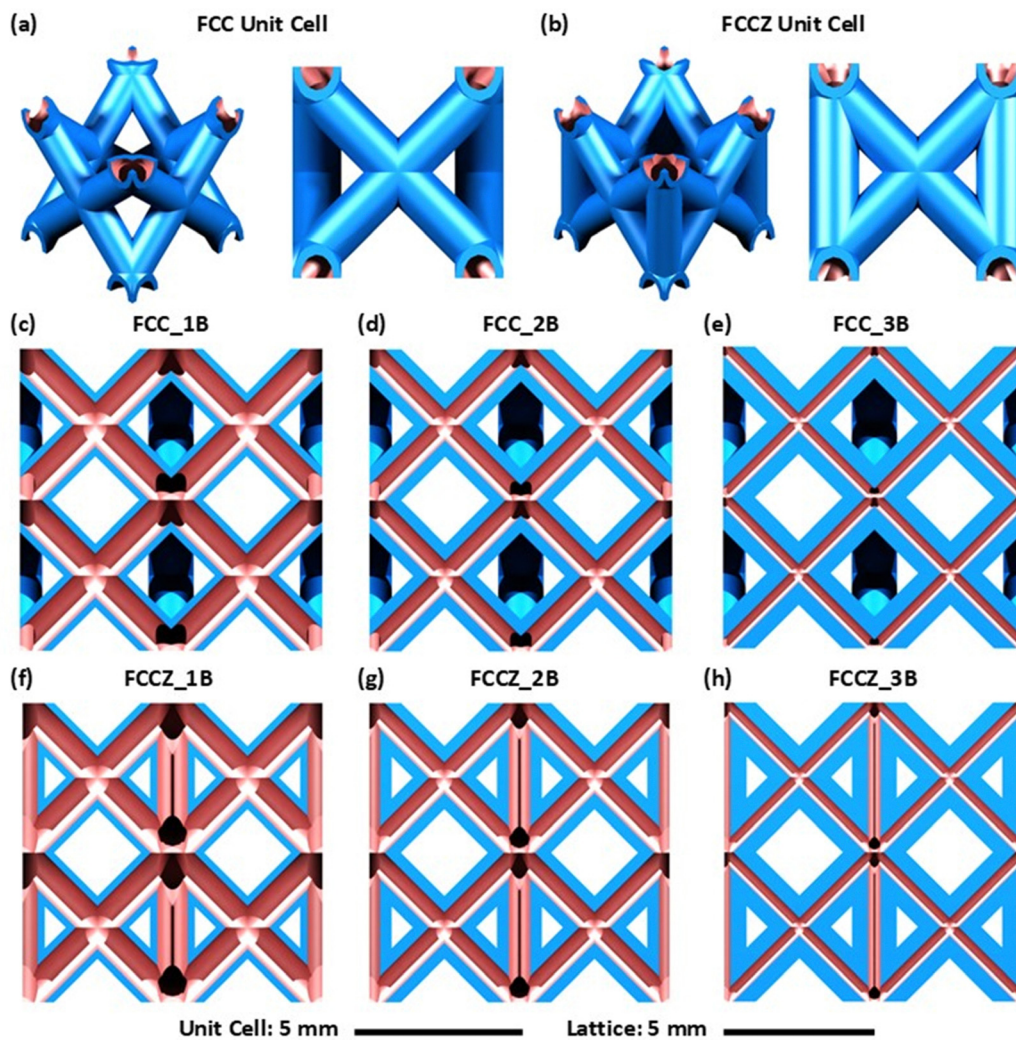 (a) FCC Unit Cell (b) FCCZ Unit Cell
(c) FCC_1B (d) FCC_2B (e) FCC_3B
(f) FCCZ_1B (g) FCCZ_2B (h) FCCZ_3B
Unit Cell: 5 mm Lattice: 5 mm